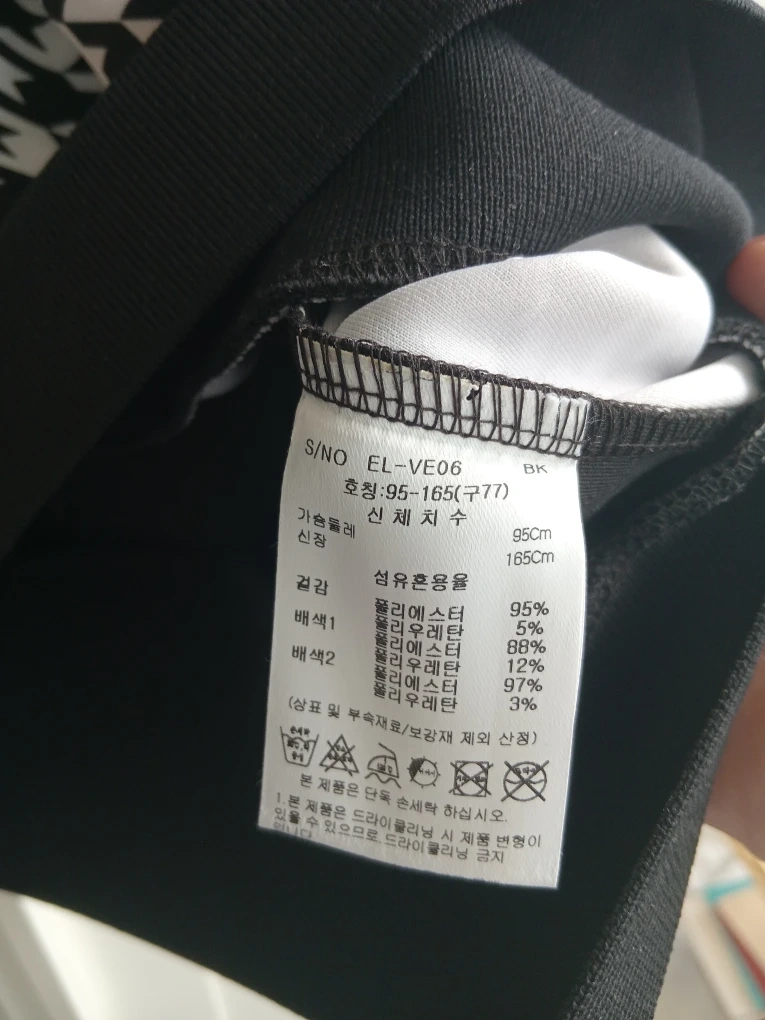 S/NO EL-VE06 BK
호칭:95-165(구77)
신체치수
가슴둘레 95Cm
신장 165Cm
섬유혼용율
겉감 폴리에스터 95%
폴리우레탄 5%
배색1 폴리에스터 88%
폴리우레탄 12%
배색2 폴리에스터 97%
폴리우레탄 3%
(상표 및 부속재료/보강재 제외 산정)
본 제품은 단독 손세탁 하십시오.
1.본 제품은 드라이클리닝 시 제품 변형이
있을 수 있으므로 드라이클리닝 금지
입니다